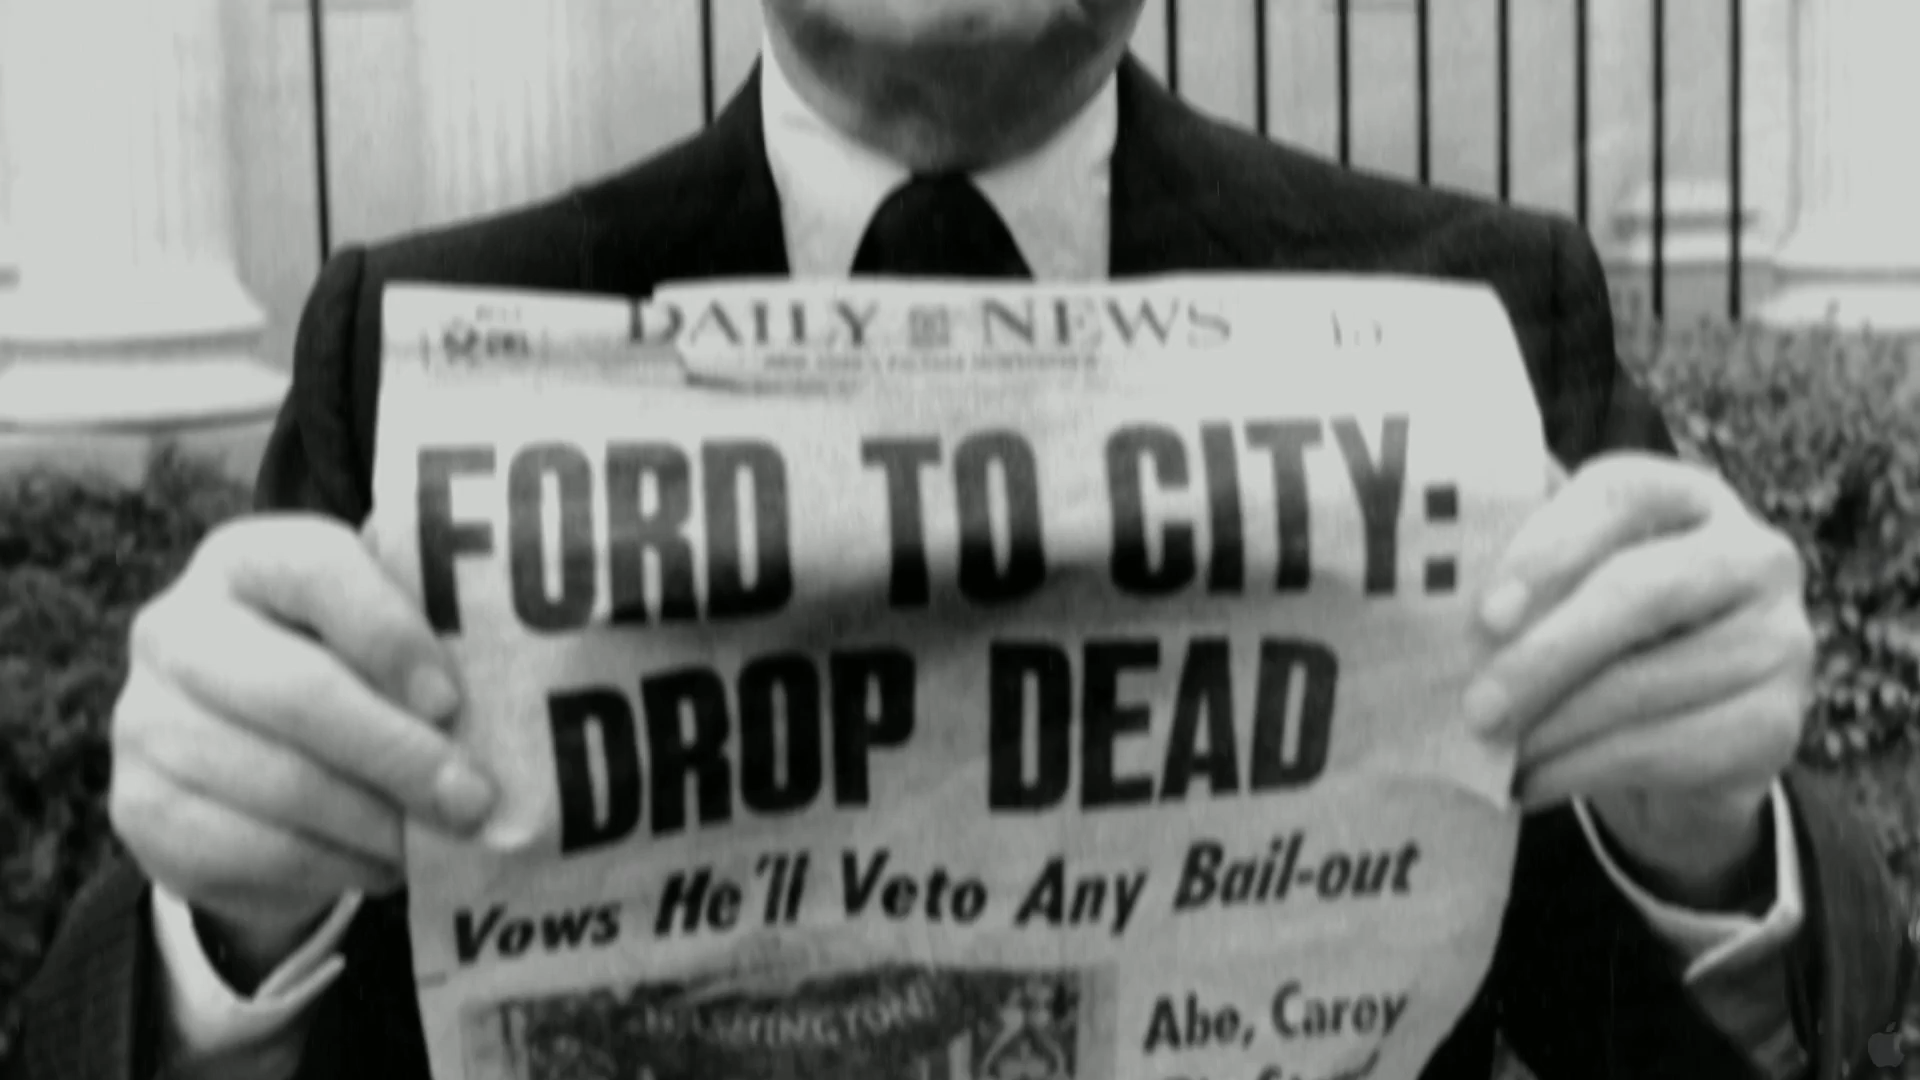 DAILY NEWS
FORD TO CITY:
DROP DEAD
Vows He'll Veto Any Bail-out
Abe, Carey